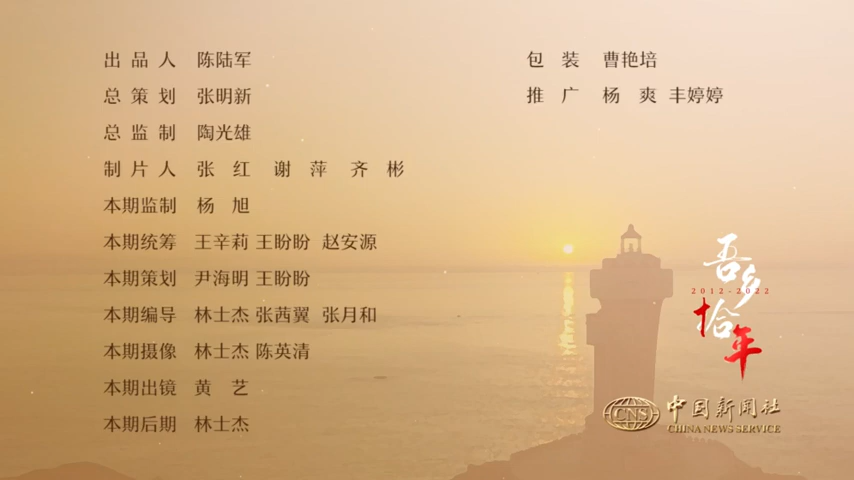 出品人 陈陆军
总策划 张明新
总监制 陶光雄
制片人 张红 谢萍 齐彬
本期监制 杨旭
本期统筹 王辛莉 王盼盼 赵安源
本期策划 尹海明 王盼盼
本期编导 林士杰 张茜翼 张月和
本期摄像 林士杰 陈英清
本期出镜 黄艺
本期后期 林士杰
包装 曹艳培
推广 杨爽 丰婷婷
吾乡
2012-2022
拾年
CNS 中国新闻社
CHINA NEWS SERVICE